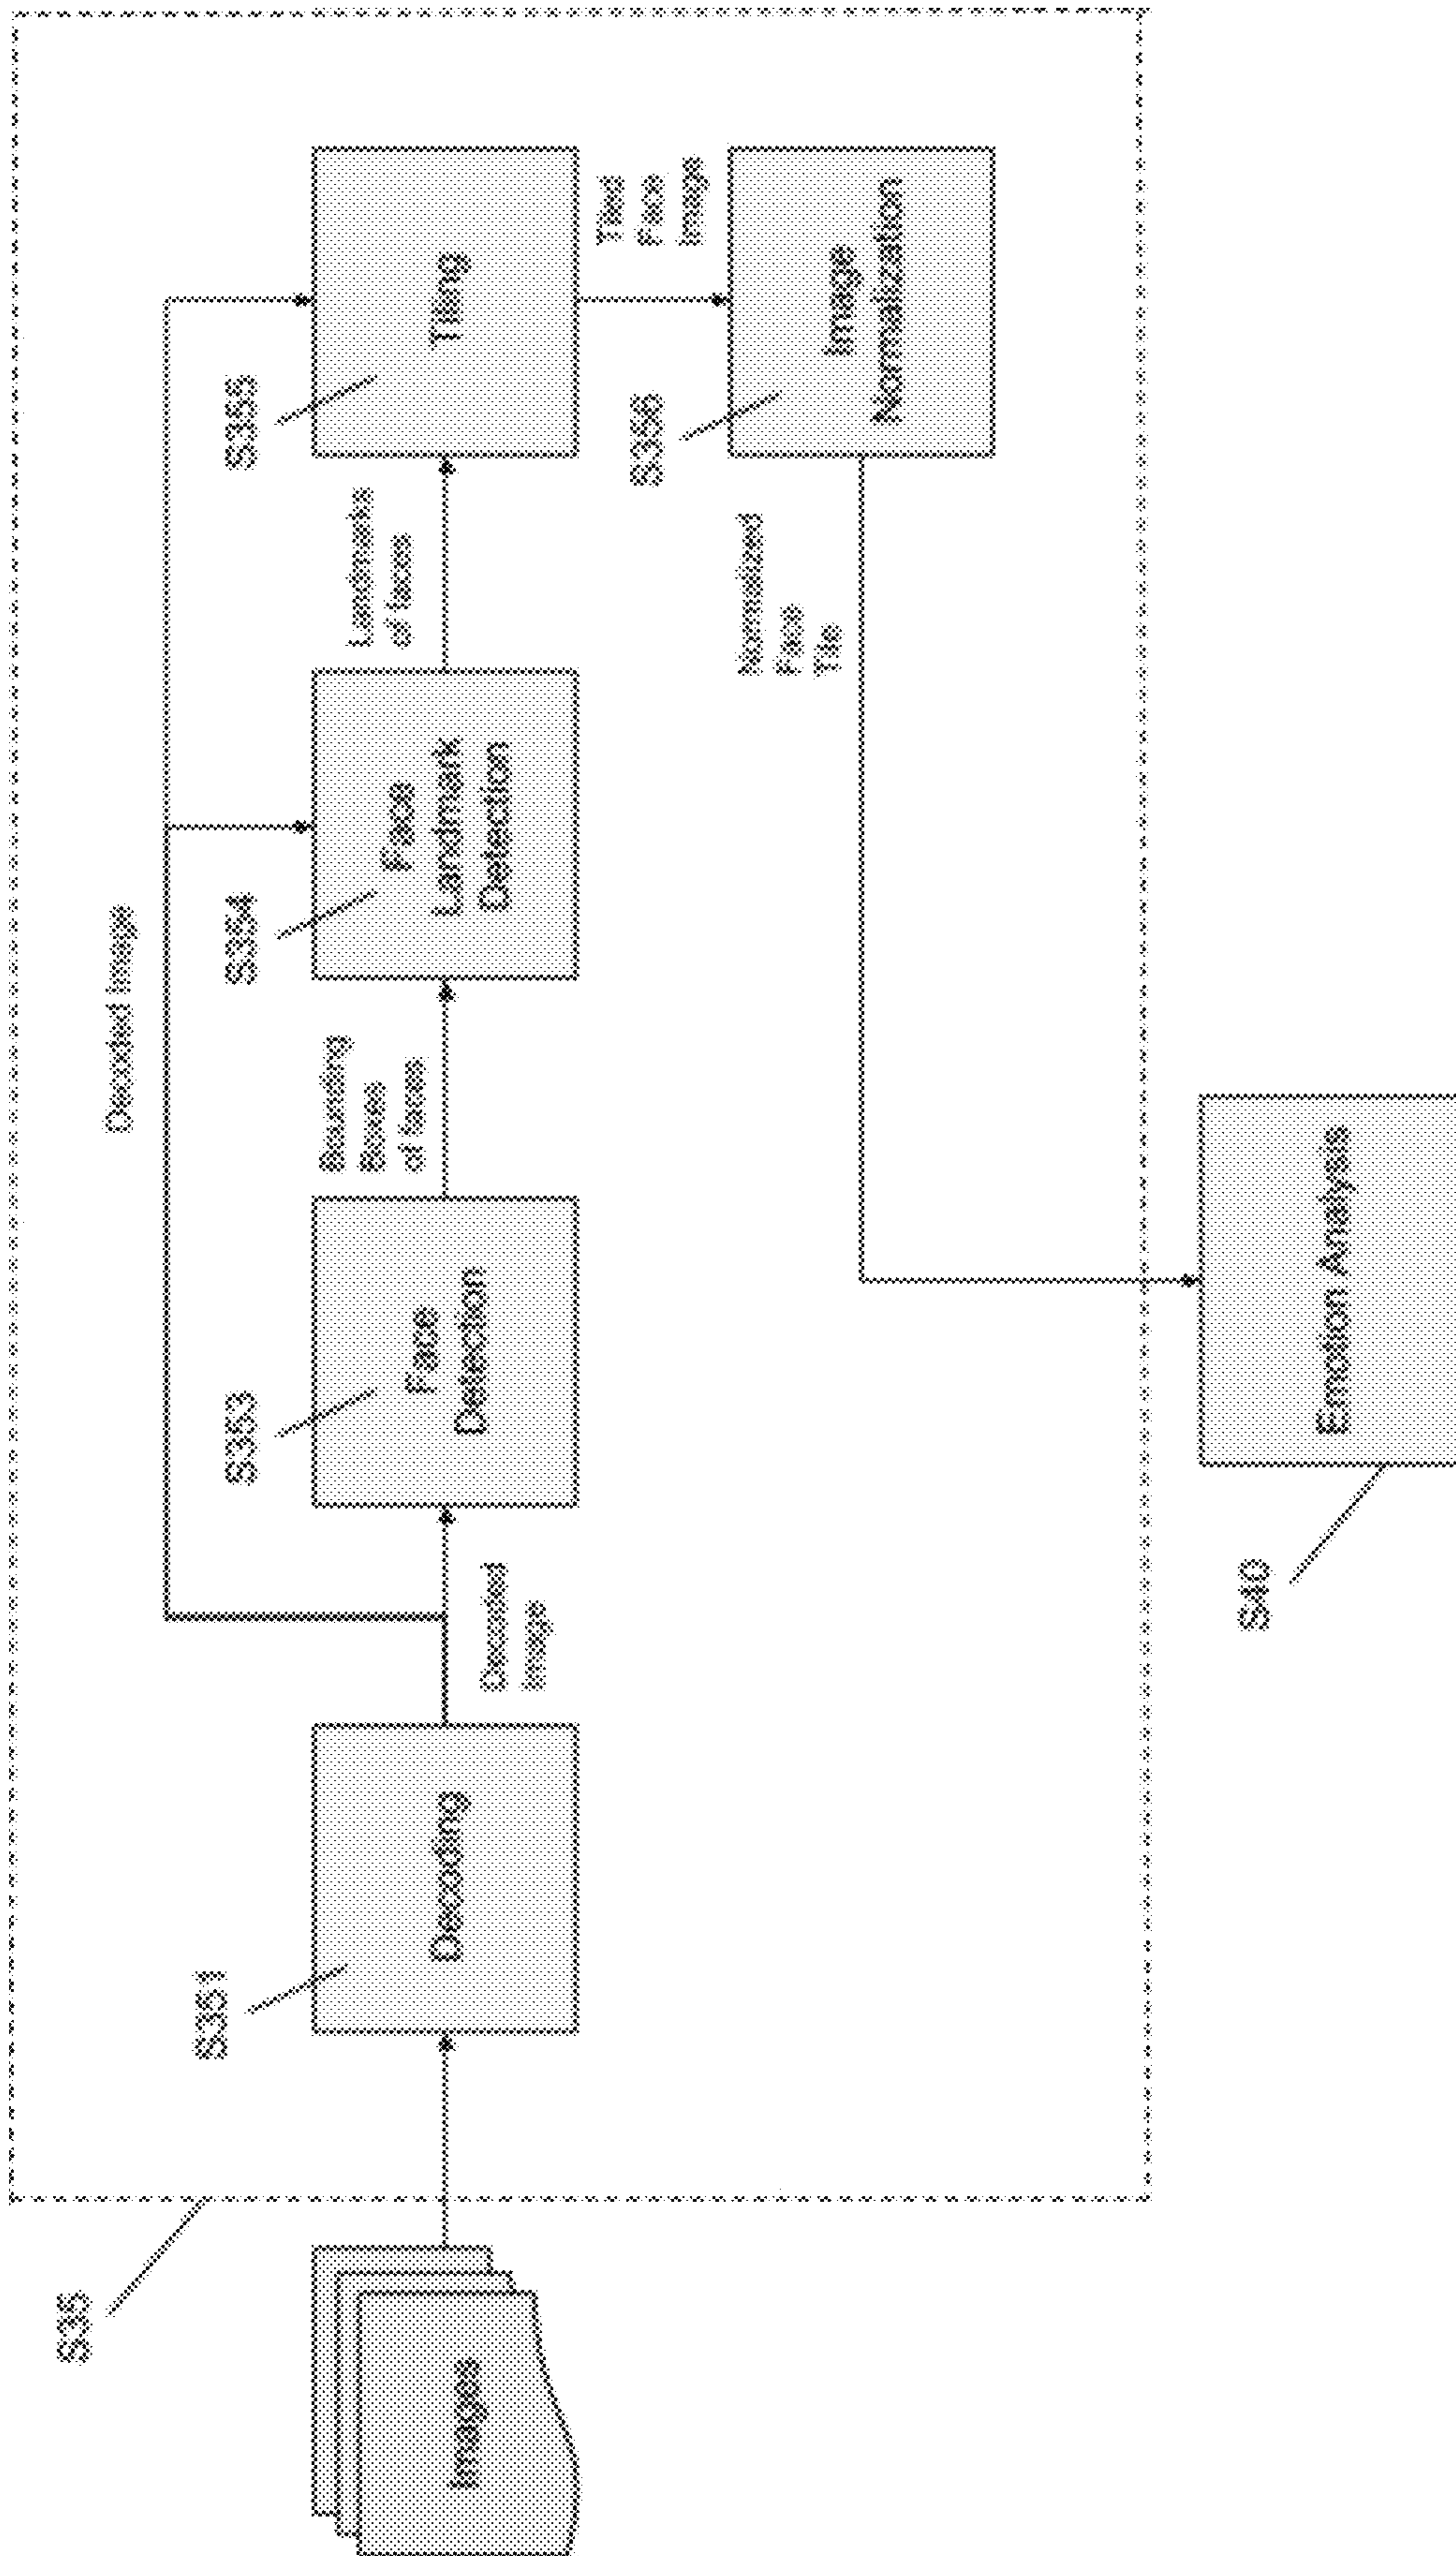 S35
Images
S351
Decoding
Decoded
Image
Decoded Image
S353
Face
Detection
Bounding
Boxes
of faces
S354
Face
Landmark
Detection
Landmarks
of faces
S355
Tiling
Tiled
Face
Image
S356
Image
Normalization
Normalized
Face
Tile
S40
Emotion Analysis